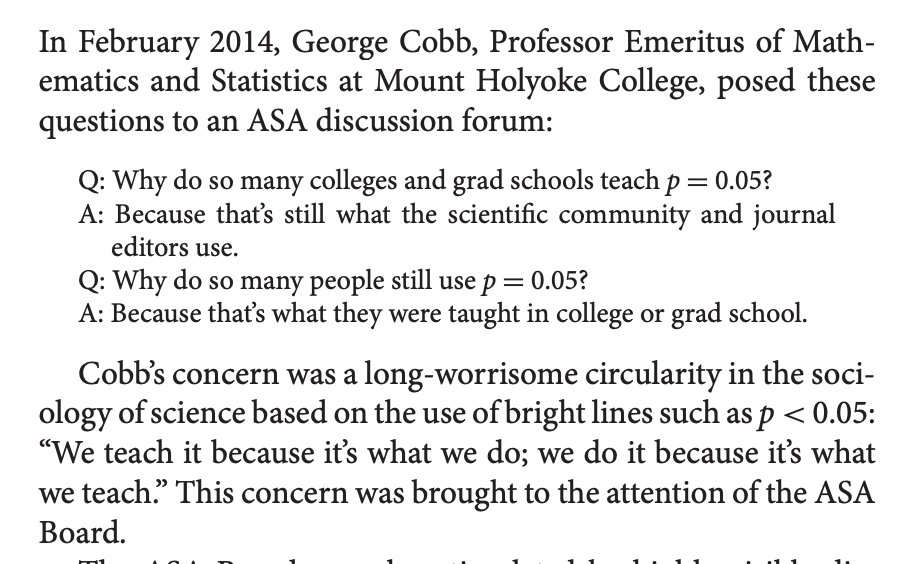 In February 2014, George Cobb, Professor Emeritus of Math-
ematics and Statistics at Mount Holyoke College, posed these
questions to an ASA discussion forum:
Q: Why do so many colleges and grad schools teach p = 0.05?
A: Because that’s still what the scientific community and journal
editors use.
Q: Why do so many people still use p = 0.05?
A: Because that’s what they were taught in college or grad school.
Cobb’s concern was a long-worrisome circularity in the soci-
ology of science based on the use of bright lines such as p < 0.05:
“We teach it because it’s what we do; we do it because it’s what
we teach.” This concern was brought to the attention of the ASA
Board.